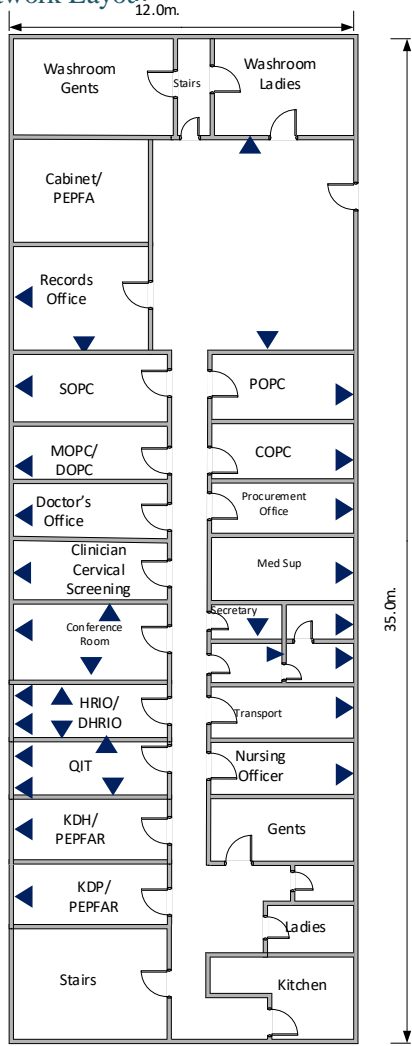 12.0m.
Washroom
Gents
Stairs
Washroom
Ladies
Cabinet/
PEPFA
Records
Office
SOPC
POPC
MOPC/
DOPC
COPC
Doctor's
Office
Procurement
Office
Clinician
Cervical
Screening
Med Sup
35.0m.
Conference
Room
Secretary
HRIO/
DHRIO
Transport
QIT
Nursing
Officer
KDH/
PEPFAR
Gents
KDP/
PEPFAR
Ladies
Stairs
Kitchen